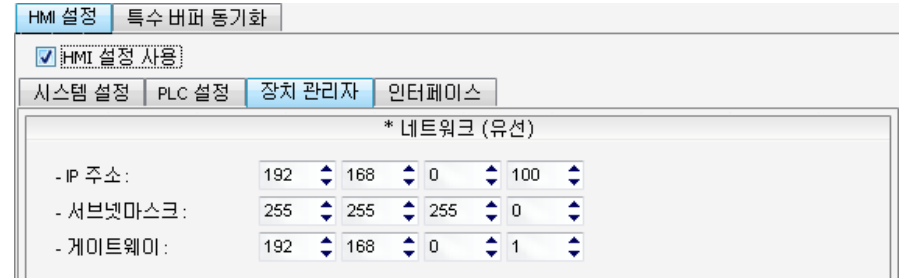 HMI 설정 특수 버퍼 동기화
HMI 설정 사용
시스템 설정 PLC 설정 장치 관리자 인터페이스
* 네트워크 (유선)
- IP 주소 : 192 168 0 100
- 서브넷마스크 : 255 255 255 0
- 게이트웨이 : 192 168 0 1